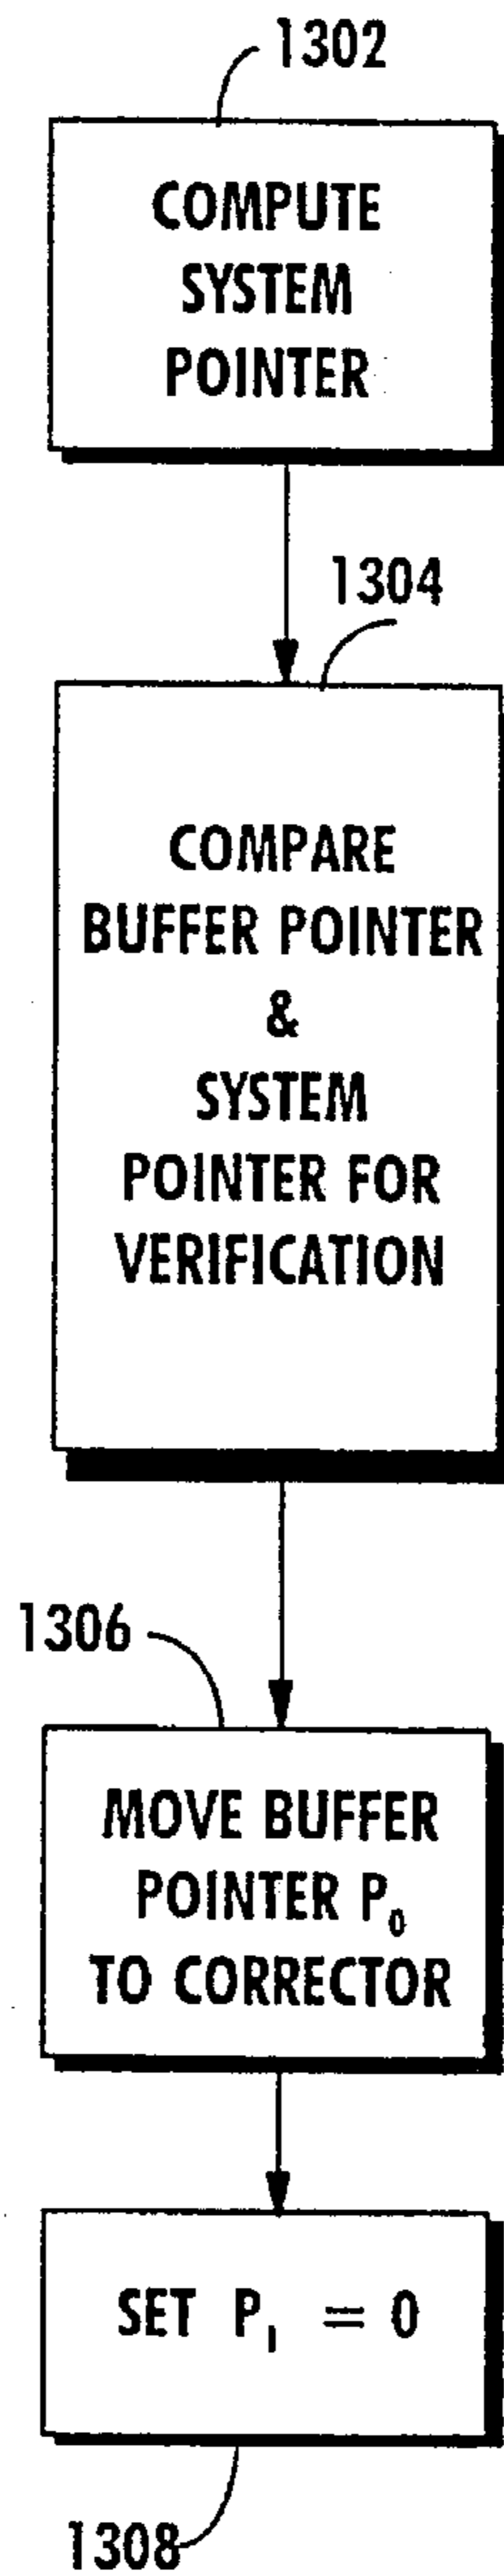 1302
COMPUTE
SYSTEM
POINTER
1304
COMPARE
BUFFER POINTER
&
SYSTEM
POINTER FOR
VERIFICATION
1306
MOVE BUFFER
POINTER P₀
TO CORRECTOR
SET P₁ = 0
1308